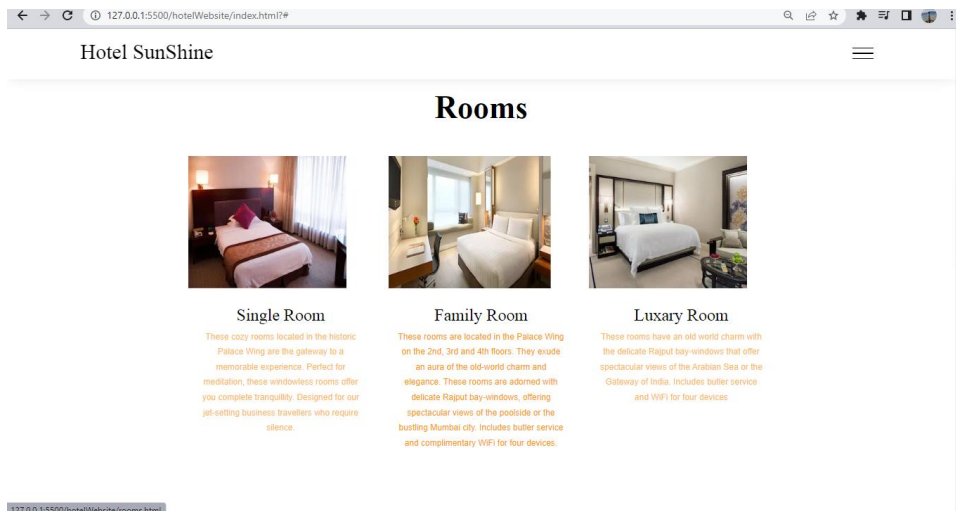 127.0.0.1:5500/hotelWebsite/index.html?#
Hotel SunShine
Rooms
Single Room
These cozy rooms located in the historic
Palace Wing are the gateway to a
memorable experience. Perfect for
meditation, these windowless rooms offer
you complete tranquility. Designed for our
jet-setting business travellers who require
silence.
Family Room
These rooms are located in the Palace Wing
on the 2nd, 3rd and 4th floors. They exude
an aura of the old-world charm and
elegance. These rooms are adorned with
delicate Rajput bay-windows, offering
spectacular views of the poolside or the
bustling Mumbai city. Includes butler service
and complimentary WiFi for four devices.
Luxary Room
These rooms have an old world charm with
the delicate Rajput bay-windows that offer
spectacular views of the Arabian Sea or the
Gateway of India. Includes butler service
and WiFi for four devices
127.0.0.1:5500/hotelWebsite/rooms.html